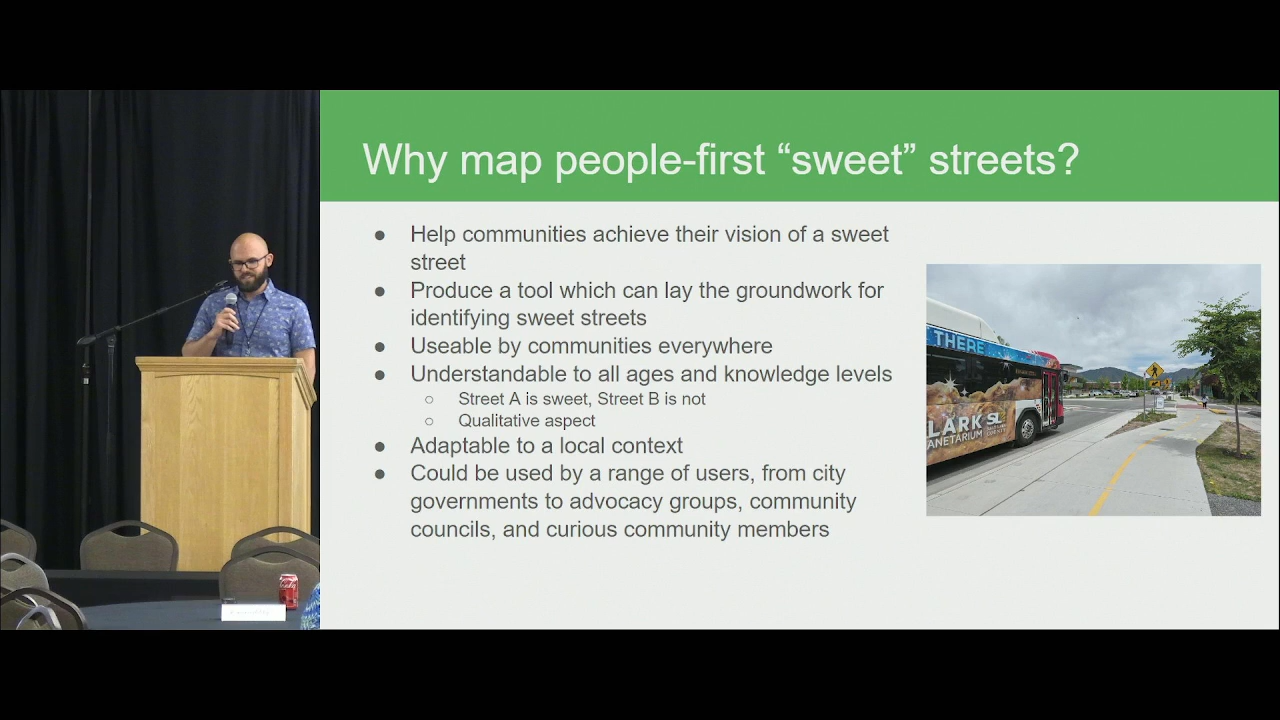 Why map people-first “sweet” streets?
● Help communities achieve their vision of a sweet
street
● Produce a tool which can lay the groundwork for
identifying sweet streets
● Useable by communities everywhere
● Understandable to all ages and knowledge levels
○ Street A is sweet, Street B is not
○ Qualitative aspect
● Adaptable to a local context
● Could be used by a range of users, from city
governments to advocacy groups, community
councils, and curious community members
THERE
LARK SL
ANETARIUM
Coke